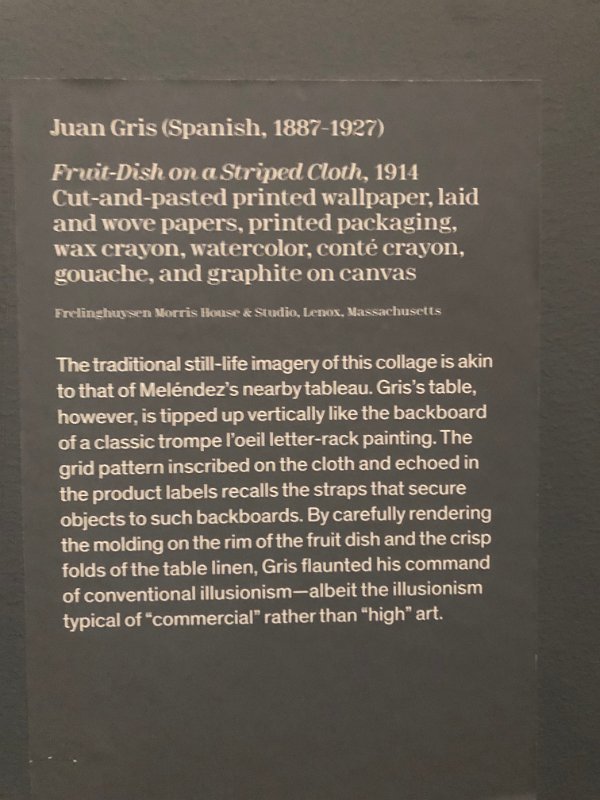 Juan Gris (Spanish, 1887-1927)
Fruit-Dish on a Striped Cloth, 1914
Cut-and-pasted printed wallpaper, laid
and wove papers, printed packaging,
wax crayon, watercolor, conté crayon,
gouache, and graphite on canvas
Frelinghuysen Morris House & Studio, Lenox, Massachusetts
The traditional still-life imagery of this collage is akin
to that of Meléndez's nearby tableau. Gris's table,
however, is tipped up vertically like the backboard
of a classic trompe l'oeil letter-rack painting. The
grid pattern inscribed on the cloth and echoed in
the product labels recalls the straps that secure
objects to such backboards. By carefully rendering
the molding on the rim of the fruit dish and the crisp
folds of the table linen, Gris flaunted his command
of conventional illusionism—albeit the illusionism
typical of “commercial” rather than “high” art.